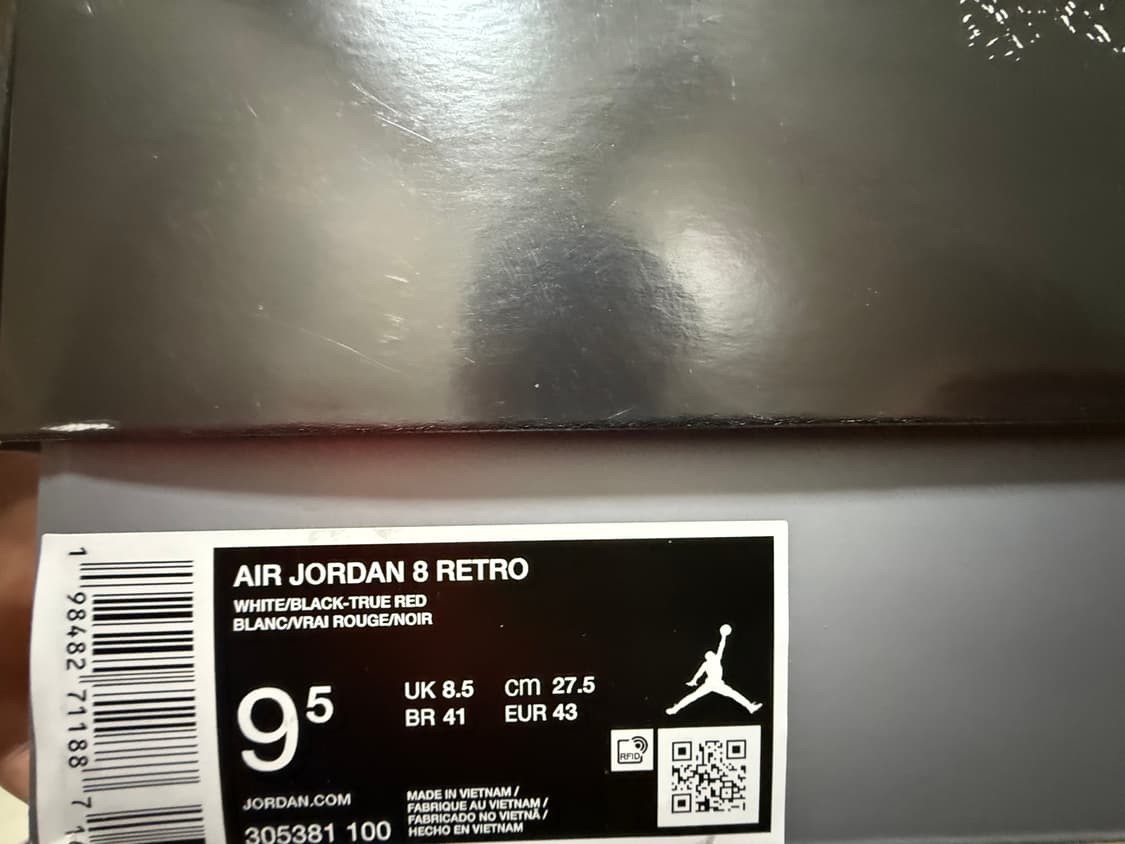 AIR JORDAN 8 RETRO
WHITE/BLACK-TRUE RED
BLANC/VRAI ROUGE/NOIR
9⁵
UK 8.5 cm 27.5
BR 41 EUR 43
RFID
JORDAN.COM
305381 100
MADE IN VIETNAM /
FABRIQUE AU VIETNAM /
FABRICADO NO VIETNÃ /
HECHO EN VIETNAM
1 98482 71188 7